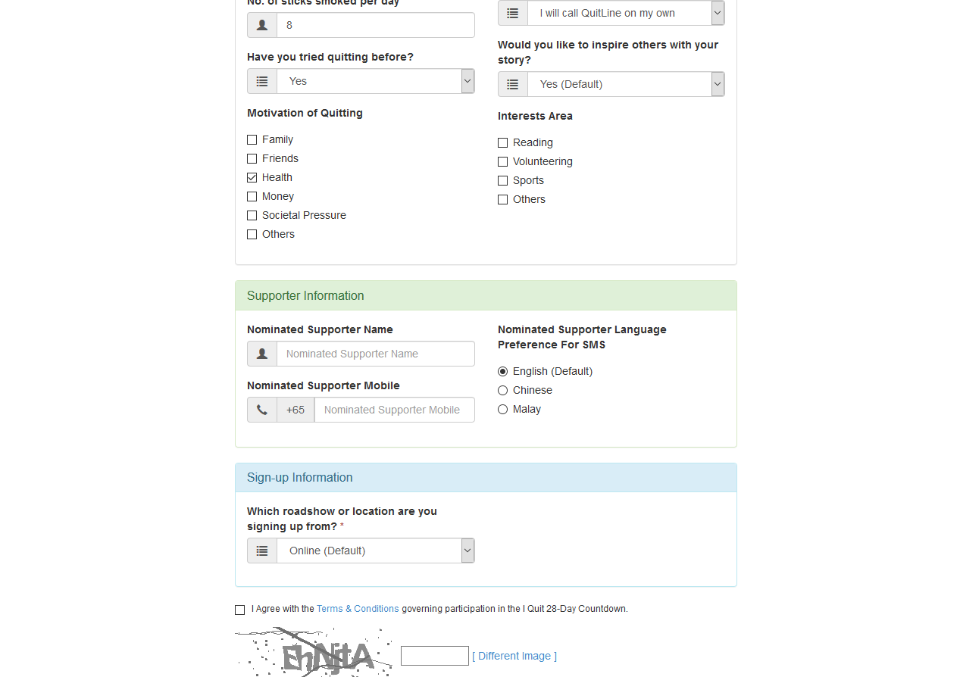 No. of sticks smoked per day
8
Have you tried quitting before?
Yes
Motivation of Quitting
Family
Friends
Health
Money
Societal Pressure
Others
I will call QuitLine on my own
Would you like to inspire others with your
story?
Yes (Default)
Interests Area
Reading
Volunteering
Sports
Others
Supporter Information
Nominated Supporter Name
Nominated Supporter Name
Nominated Supporter Mobile
+65 Nominated Supporter Mobile
Nominated Supporter Language
Preference For SMS
English (Default)
Chinese
Malay
Sign-up Information
Which roadshow or location are you
signing up from? *
Online (Default)
I Agree with the Terms & Conditions governing participation in the I Quit 28-Day Countdown.
[ Different Image ]